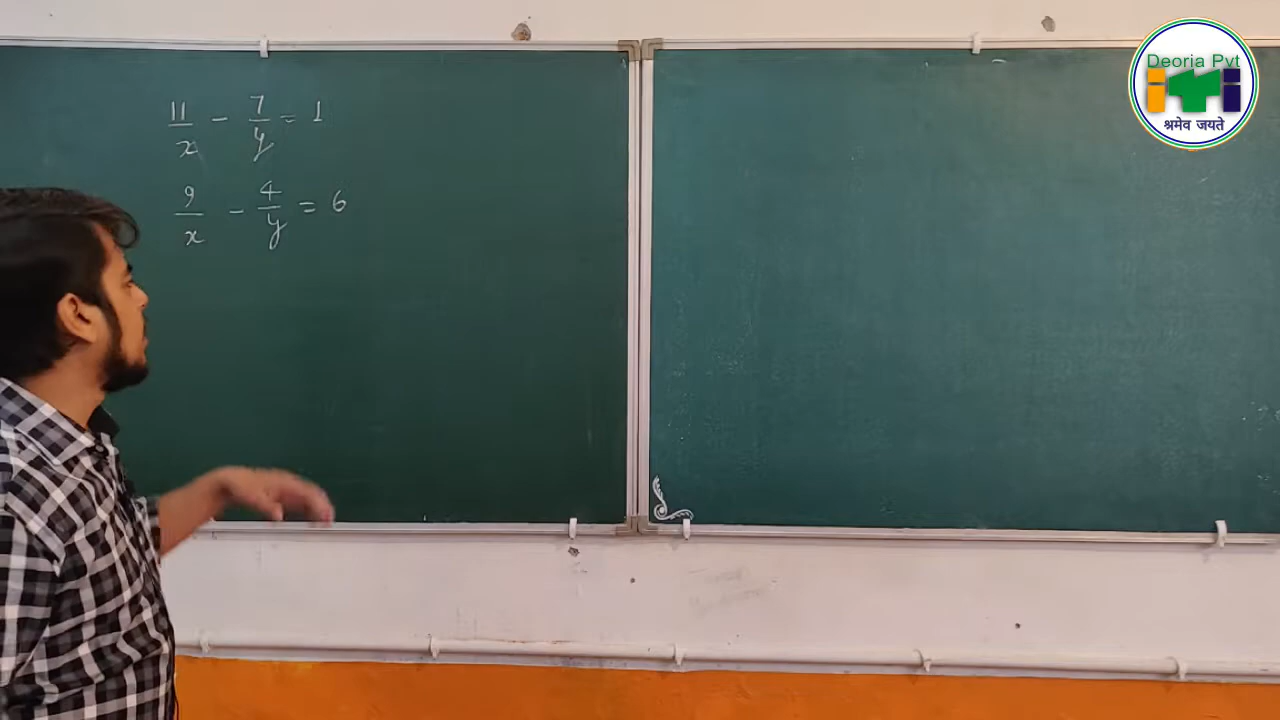 11/x - 7/y = 1
9/x - 4/y = 6
Deoria Pvt
iti
श्रमेव जयते